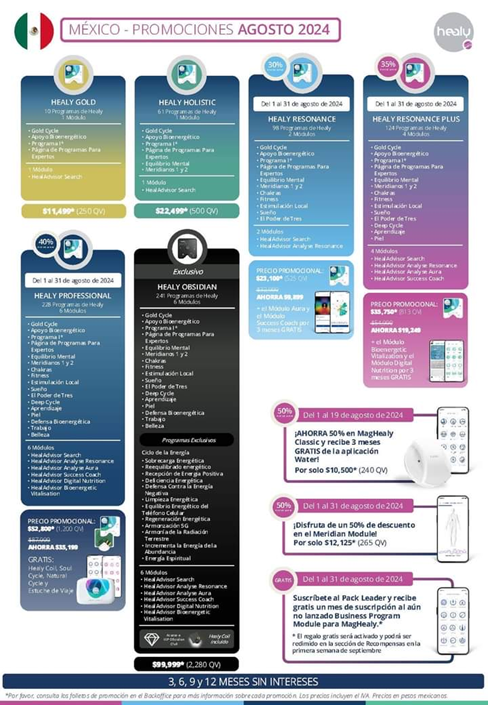 MÉXICO - PROMOCIONES AGOSTO 2024
healy
HEALY GOLD
10 Programas de Healy
1 Módulo
• Gold Cycle
• Apoyo Bioenergético
• Programa I*
• Página de Programas Para
Expertos
1 Módulo
• HealAdvisor Search
$11,499* (250 QV)
HEALY HOLISTIC
61 Programas de Healy
1 Módulo
• Gold Cycle
• Apoyo Bioenergético
• Programa I*
• Página de Programas Para
Expertos
• Equilibrio Mental
• Meridianos 1 y 2
1 Módulo
• HealAdvisor Search
$22,499* (500 QV)
30%
Del 1 al 31 de agosto de 2024
HEALY RESONANCE
98 Programas de Healy
2 Módulos
• Gold Cycle
• Apoyo Bioenergético
• Programa I*
• Página de Programas Para
Expertos
• Equilibrio Mental
• Meridianos 1 y 2
• Chakras
• Fitness
• Estimulación Local
• Sueño
• El Poder de Tres
2 Módulos
• HealAdvisor Search
• HealAdvisor Analyse Resonance
PRECIO PROMOCIONAL:
$23,100* (525 QV)
AHORRA $9,899
+ el Módulo Aura y
el Módulo
Success Coach por
3 meses GRATIS
35%
Del 1 al 31 de agosto de 2024
HEALY RESONANCE PLUS
124 Programas de Healy
4 Módulos
• Gold Cycle
• Apoyo Bioenergético
• Programa I*
• Página de Programas Para
Expertos
• Equilibrio Mental
• Meridianos 1 y 2
• Chakras
• Fitness
• Estimulación Local
• Sueño
• El Poder de Tres
• Deep Cycle
• Aprendizaje
• Piel
4 Módulos
• HealAdvisor Search
• HealAdvisor Analyse Resonance
• HealAdvisor Analyse Aura
• HealAdvisor Success Coach
PRECIO PROMOCIONAL:
$35,750*
AHORRA $19,249
+ el Módulo
Bioenergetic
Vitalization y el
Módulo Digital
Nutrition por 3
meses GRATIS
40%
Del 1 al 31 de agosto de 2024
HEALY PROFESSIONAL
228 Programas de Healy
6 Módulos
• Gold Cycle
• Apoyo Bioenergético
• Programa I*
• Página de Programas Para
Expertos
• Equilibrio Mental
• Meridianos 1 y 2
• Chakras
• Fitness
• Estimulación Local
• Sueño
• El Poder de Tres
• Deep Cycle
• Aprendizaje
• Piel
• Defensa Bioenergética
• Trabajo
• Belleza
6 Módulos
• HealAdvisor Search
• HealAdvisor Analyse Resonance
• HealAdvisor Analyse Aura
• HealAdvisor Success Coach
• HealAdvisor Digital Nutrition
• HealAdvisor Bioenergetic
Vitalisation
PRECIO PROMOCIONAL:
$52,800* (1,200 QV)
AHORRA $35,199
GRATIS:
Healy Coil, Soul
Cycle, Natural
Cycle y
Estuche de Viaje
Exclusivo
HEALY OBSIDIAN
241 Programas de Healy
6 Módulos
• Gold Cycle
• Apoyo Bioenergético
• Programa I*
• Página de Programas Para
Expertos
• Equilibrio Mental
• Meridianos 1 y 2
• Chakras
• Fitness
• Estimulación Local
• Sueño
• El Poder de Tres
• Deep Cycle
• Aprendizaje
• Piel
• Defensa Bioenergética
• Trabajo
• Belleza
Programas Exclusivos
Ciclo de la Energía
• Sobrecarga Energética
• Reequilibrado energético
• Recepción de Energía Positiva
• Deficiencia Energética
• Defensa Contra la Energía
Negativa
• Limpieza Energética
• Equilibrio Energético del
Teléfono Celular
• Regeneración Energética
• Armonización 5G
• Armonía de la Radiación
Terrestre
• Incrementa la Energía de la
Abundancia
• Energía Espiritual
6 Módulos
• HealAdvisor Search
• HealAdvisor Analyse Resonance
• HealAdvisor Analyse Aura
• HealAdvisor Success Coach
• HealAdvisor Digital Nutrition
• HealAdvisor Bioenergetic
Vitalisation
Healy Coil
incluido
$99,999* (2,280 QV)
50%
Del 1 al 19 de agosto de 2024
¡AHORRA 50% en MagHealy
Classic y recibe 3 meses
GRATIS de la aplicación
Water!
Por solo $10,500* (240 QV)
50%
Del 1 al 31 de agosto de 2024
¡Disfruta de un 50% de descuento
en el Meridian Module!
Por solo $12,125* (265 QV)
GRATIS
Del 1 al 31 de agosto de 2024
Suscríbete al Pack Leader y recibe
gratis un mes de suscripción al aún
no lanzado Business Program
Module para MagHealy.*
* El regalo gratis será activado y podrá ser
redimido en la sección de Recompensas en la
primera semana de septiembre
3, 6, 9 y 12 MESES SIN INTERESES
*Por favor, consulta los folletos de promoción en el Backoffice para más información sobre cada promoción. Los precios incluyen el IVA. Precios en pesos mexicanos.